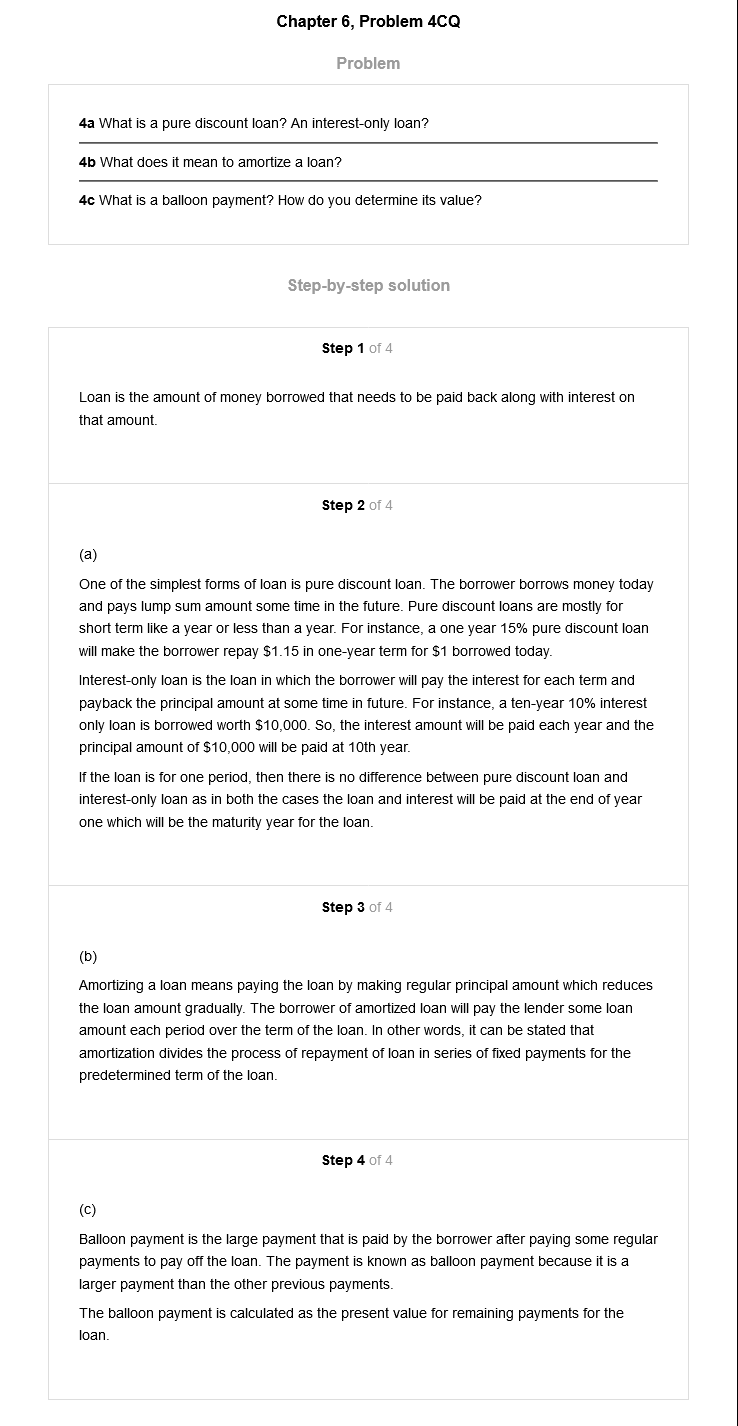 Chapter 6, Problem 4CQ
Problem
4a What is a pure discount loan? An interest-only loan?
4b What does it mean to amortize a loan?
4c What is a balloon payment? How do you determine its value?
Step-by-step solution
Step 1 of 4
Loan is the amount of money borrowed that needs to be paid back along with interest on
that amount.
Step 2 of 4
(a)
One of the simplest forms of loan is pure discount loan. The borrower borrows money today
and pays lump sum amount some time in the future. Pure discount loans are mostly for
short term like a year or less than a year. For instance, a one year 15% pure discount loan
will make the borrower repay $1.15 in one-year term for $1 borrowed today.
Interest-only loan is the loan in which the borrower will pay the interest for each term and
payback the principal amount at some time in future. For instance, a ten-year 10% interest
only loan is borrowed worth $10,000. So, the interest amount will be paid each year and the
principal amount of $10,000 will be paid at 10th year.
If the loan is for one period, then there is no difference between pure discount loan and
interest-only loan as in both the cases the loan and interest will be paid at the end of year
one which will be the maturity year for the loan.
Step 3 of 4
(b)
Amortizing a loan means paying the loan by making regular principal amount which reduces
the loan amount gradually. The borrower of amortized loan will pay the lender some loan
amount each period over the term of the loan. In other words, it can be stated that
amortization divides the process of repayment of loan in series of fixed payments for the
predetermined term of the loan.
Step 4 of 4
(c)
Balloon payment is the large payment that is paid by the borrower after paying some regular
payments to pay off the loan. The payment is known as balloon payment because it is a
larger payment than the other previous payments.
The balloon payment is calculated as the present value for remaining payments for the
loan.